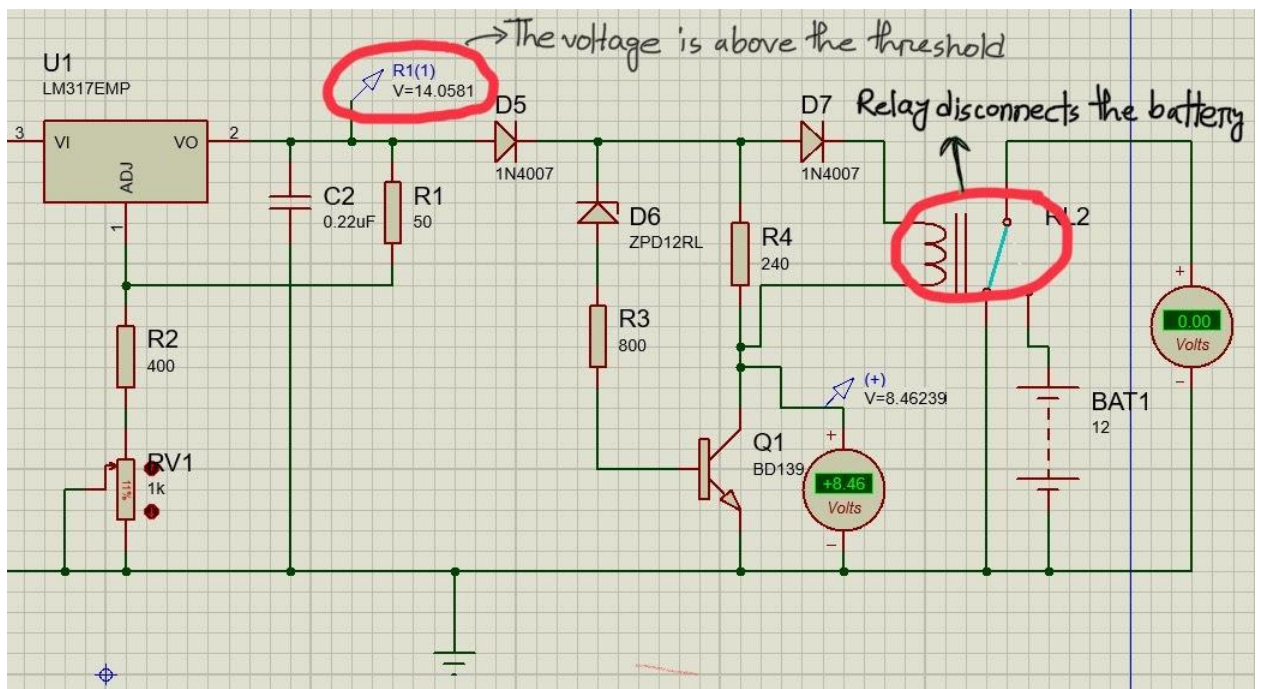 The voltage is above the threshold
U1
LM317EMP
R1(1)
V=14.0581
D5
1N4007
D7
1N4007
Relay disconnects the battery
3
VI
VO
2
ADJ
1
C2
0.22uF
R1
50
D6
ZPD12RL
R4
240
RL2
+
0.00
Volts
−
R2
400
R3
800
(+)
V=8.46239
BAT1
12
RV1
1k
11%
Q1
BD139
+
+8.46
Volts
−